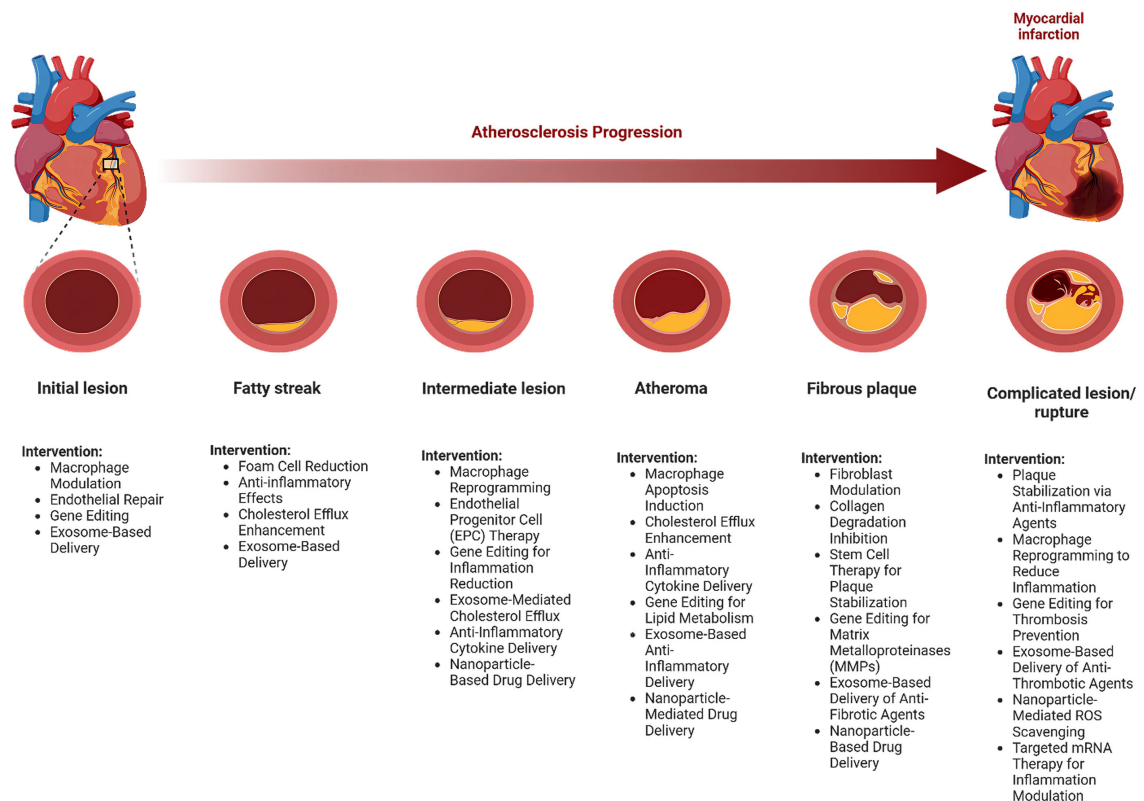 Myocardial
infarction
Atherosclerosis Progression
Initial lesion
Intervention:
• Macrophage
Modulation
• Endothelial Repair
• Gene Editing
• Exosome-Based
Delivery
Fatty streak
Intervention:
• Foam Cell Reduction
• Anti-inflammatory
Effects
• Cholesterol Efflux
Enhancement
• Exosome-Based
Delivery
Intermediate lesion
Intervention:
• Macrophage
Reprogramming
• Endothelial
Progenitor Cell
(EPC) Therapy
• Gene Editing for
Inflammation
Reduction
• Exosome-Mediated
Cholesterol Efflux
• Anti-Inflammatory
Cytokine Delivery
• Nanoparticle-
Based Drug Delivery
Atheroma
Intervention:
• Macrophage
Apoptosis
Induction
• Cholesterol Efflux
Enhancement
• Anti-
Inflammatory
Cytokine Delivery
• Gene Editing for
Lipid Metabolism
• Exosome-Based
Anti-
Inflammatory
Delivery
• Nanoparticle-
Mediated Drug
Delivery
Fibrous plaque
Intervention:
• Fibroblast
Modulation
• Collagen
Degradation
Inhibition
• Stem Cell
Therapy for
Plaque
Stabilization
• Gene Editing for
Matrix
Metalloproteinases
(MMPs)
• Exosome-Based
Delivery of Anti-
Fibrotic Agents
• Nanoparticle-
Based Drug
Delivery
Complicated lesion/
rupture
Intervention:
• Plaque
Stabilization via
Anti-Inflammatory
Agents
• Macrophage
Reprogramming to
Reduce
Inflammation
• Gene Editing for
Thrombosis
Prevention
• Exosome-Based
Delivery of Anti-
Thrombotic Agents
• Nanoparticle-
Mediated ROS
Scavenging
• Targeted mRNA
Therapy for
Inflammation
Modulation